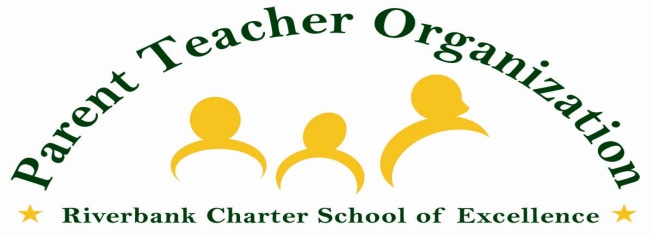 Parent Teacher Organization
Riverbank Charter School of Excellence